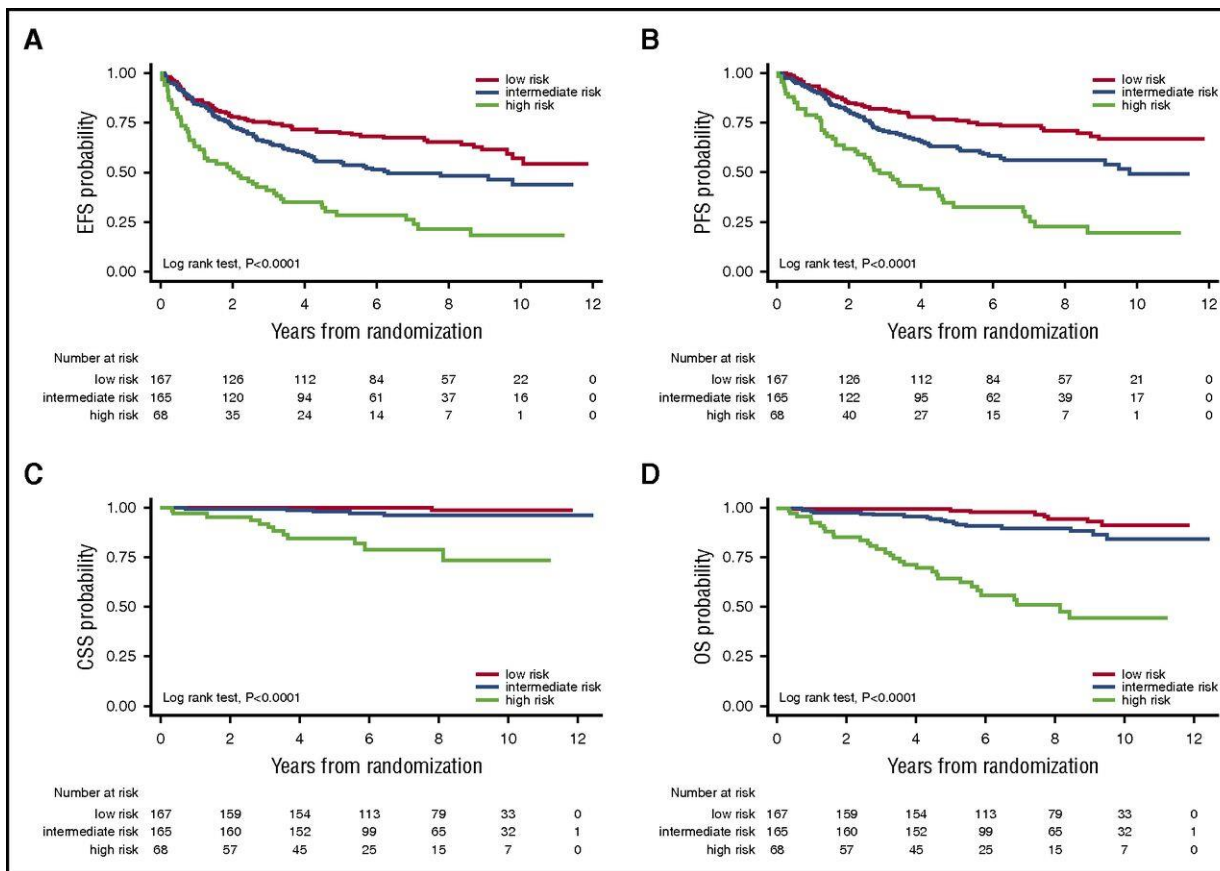 A
1.00
0.75
0.50
0.25
0.00
EFS probability
low risk
intermediate risk
high risk
Log rank test, P<0.0001
0 2 4 6 8 10 12
Years from randomization
Number at risk
low risk 167 126 112 84 57 22 0
intermediate risk 165 120 94 61 37 16 0
high risk 68 35 24 14 7 1 0
B
1.00
0.75
0.50
0.25
0.00
PFS probability
low risk
intermediate risk
high risk
Log rank test, P<0.0001
0 2 4 6 8 10 12
Years from randomization
Number at risk
low risk 167 126 112 84 57 21 0
intermediate risk 165 122 95 62 39 17 0
high risk 68 40 27 15 7 1 0
C
1.00
0.75
0.50
0.25
0.00
CSS probability
low risk
intermediate risk
high risk
Log rank test, P<0.0001
0 2 4 6 8 10 12
Years from randomization
Number at risk
low risk 167 159 154 113 79 33 0
intermediate risk 165 160 152 99 65 32 1
high risk 68 57 45 25 15 7 0
D
1.00
0.75
0.50
0.25
0.00
OS probability
low risk
intermediate risk
high risk
Log rank test, P<0.0001
0 2 4 6 8 10 12
Years from randomization
Number at risk
low risk 167 159 154 113 79 33 0
intermediate risk 165 160 152 99 65 32 1
high risk 68 57 45 25 15 7 0